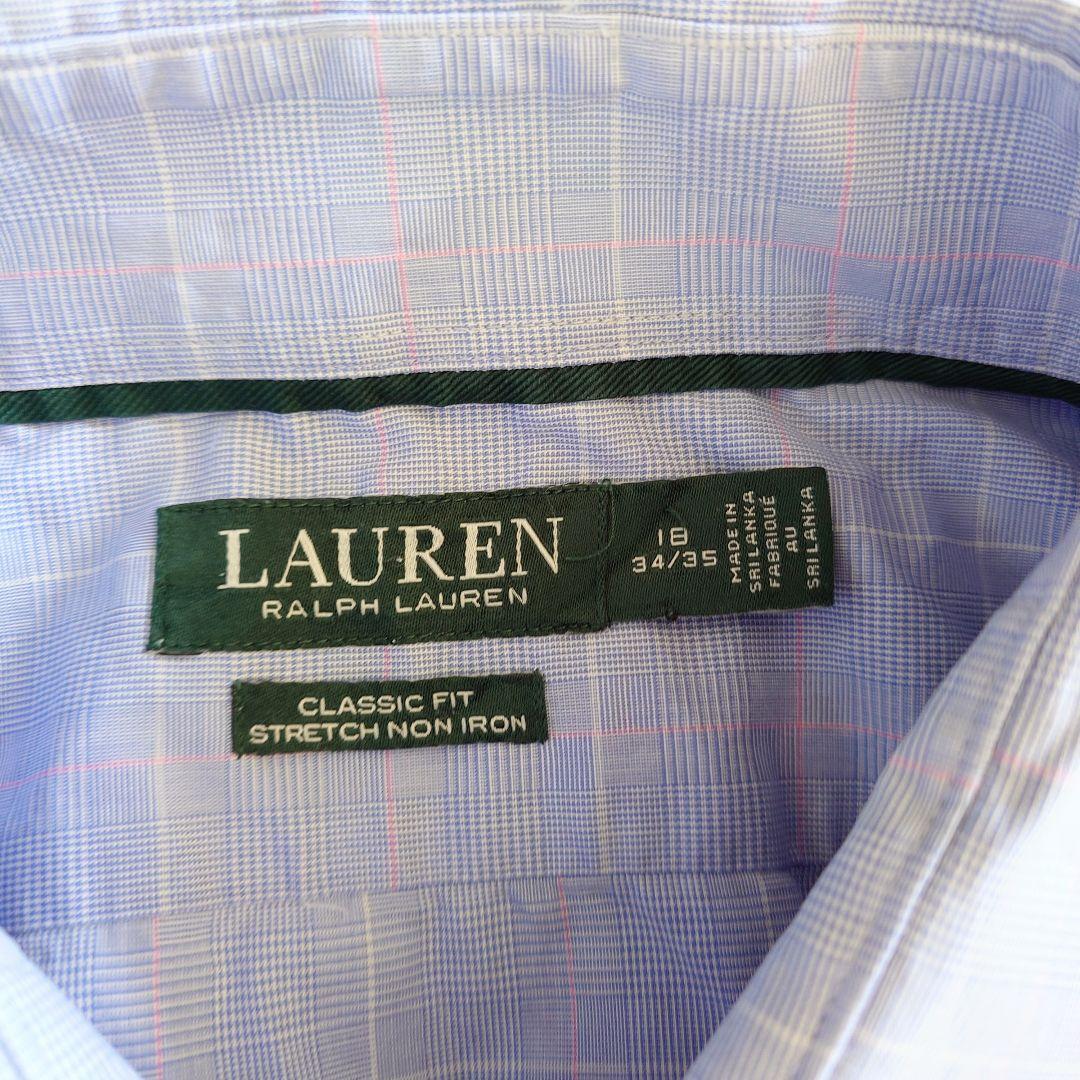 LAUREN
RALPH LAUREN
18
34/35
MADE IN
SRI LANKA
FABRIQUÉ
AU
SRI LANKA
CLASSIC FIT
STRETCH NON IRON